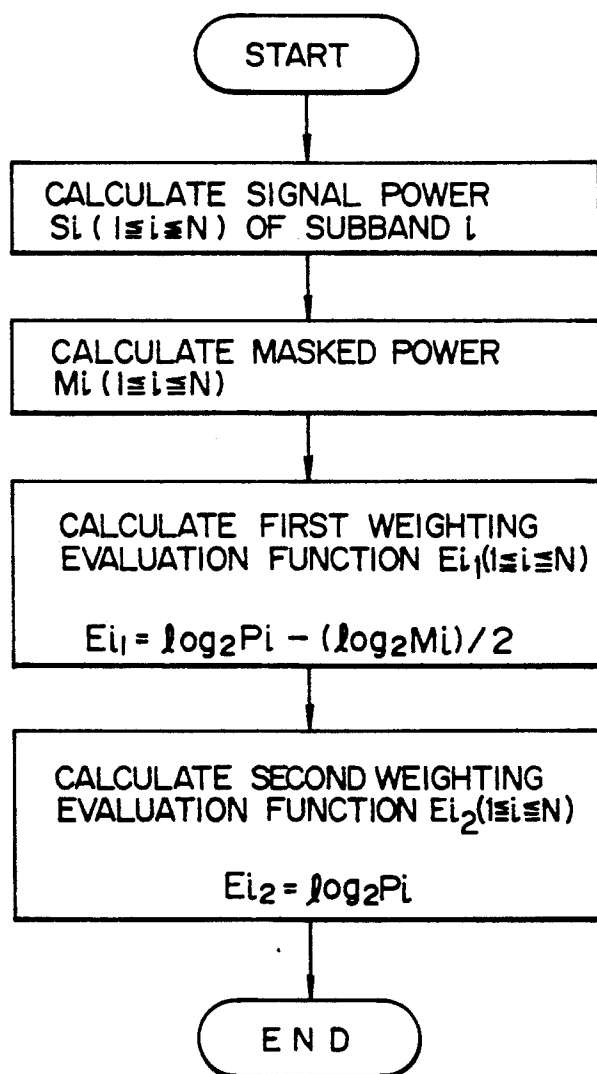 START
CALCULATE SIGNAL POWER
Si (1≦i≦N) OF SUBBAND i
CALCULATE MASKED POWER
Mi (1≦i≦N)
CALCULATE FIRST WEIGHTING
EVALUATION FUNCTION Ei₁(1≦i≦N)
Ei₁ = log₂Pi − (log₂Mi)/2
CALCULATE SECOND WEIGHTING
EVALUATION FUNCTION Ei₂(1≦i≦N)
Ei₂ = log₂Pi
END